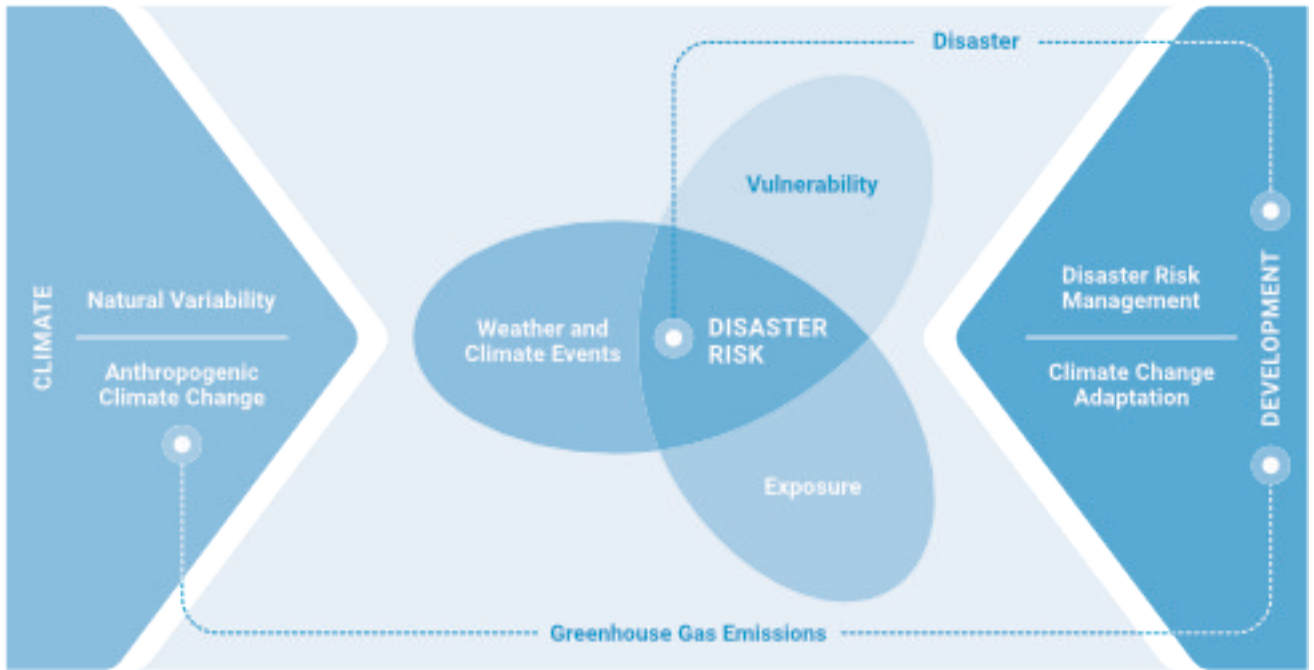 CLIMATE
Natural Variability
Anthropogenic
Climate Change
Weather and
Climate Events
DISASTER
RISK
Vulnerability
Exposure
Disaster
Disaster Risk
Management
Climate Change
Adaptation
DEVELOPMENT
Greenhouse Gas Emissions